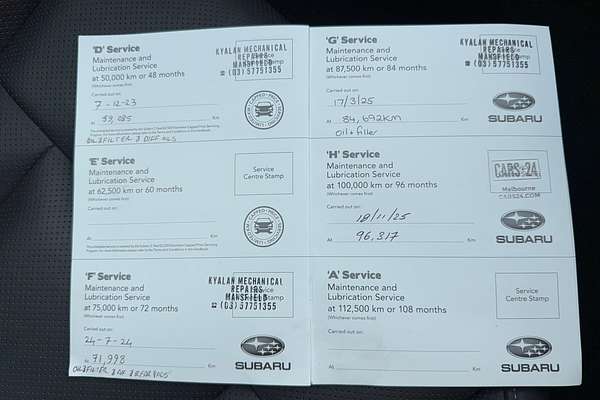 'D' Service
Maintenance and
Lubrication Service
at 50,000 km or 48 months
(Whichever comes first)
KYALAN MECHANICAL
REPAIRS
MANSFIELD
☎ (03) 57751355
Carried out on:
7-12-23
At
Km
'E' Service
Maintenance and
Lubrication Service
at 62,500 km or 60 months
(Whichever comes first)
Service
Centre Stamp
Carried out on:
At
Km
'F' Service
Maintenance and
Lubrication Service
at 75,000 km or 72 months
(Whichever comes first)
KYALAN MECHANICAL
REPAIRS
MANSFIELD
☎ (03) 57751355
Carried out on:
24-7-24
At 71,998 Km
SUBARU
'G' Service
Maintenance and
Lubrication Service
at 87,500 km or 84 months
(Whichever comes first)
KYALAN MECHANICAL
REPAIRS
MANSFIELD
☎ (03) 57751355
Carried out on:
17/3/25
At 84,692km
oil + filter
SUBARU
'H' Service
Maintenance and
Lubrication Service
at 100,000 km or 96 months
(Whichever comes first)
CARS24
Melbourne
CARS24.COM
Carried out on:
18/11/25
At 96,317 Km
SUBARU
'A' Service
Maintenance and
Lubrication Service
at 112,500 km or 108 months
(Whichever comes first)
Service
Centre Stamp
Carried out on:
At
Km
SUBARU